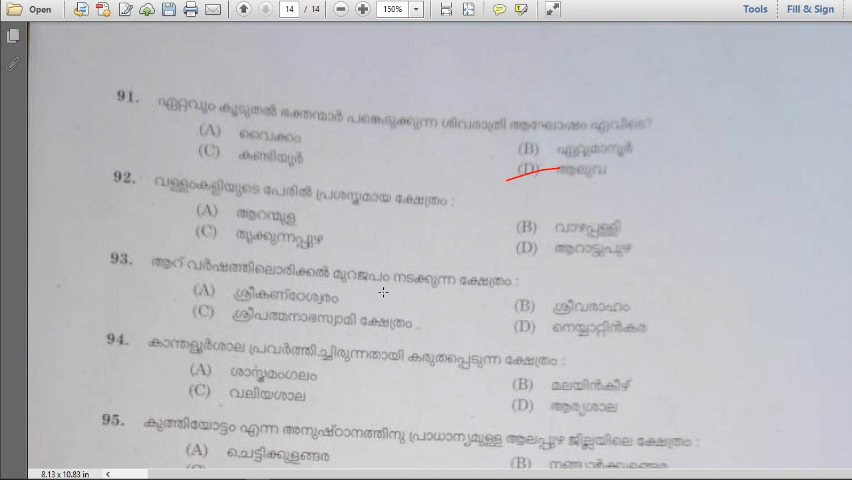 Open 14 / 14 150% Tools Fill & Sign
91. ഏറ്റവും കൂടുതൽ ഭക്തന്മാർ പങ്കെടുക്കുന്ന ശിവരാത്രി ആഘോഷം എവിടെ?
(A) വൈക്കം (B) ഏറ്റുമാനൂർ
(C) കണ്ടിയൂർ (D) ആലുവ
92. വള്ളംകളിയുടെ പേരിൽ പ്രശസ്തമായ ക്ഷേത്രം :
(A) ആറന്മുള (B) വാഴപ്പള്ളി
(C) തൃക്കുന്നപ്പുഴ (D) ആറാട്ടുപുഴ
93. ആറ് വർഷത്തിലൊരിക്കൽ മുറജപം നടക്കുന്ന ക്ഷേത്രം :
(A) ശ്രീകണ്ഠേശ്വരം (B) ശ്രീവരാഹം
(C) ശ്രീപത്മനാഭസ്വാമി ക്ഷേത്രം (D) നെയ്യാറ്റിൻകര
94. കാന്തല്ലൂർശാല പ്രവർത്തിച്ചിരുന്നതായി കരുതപ്പെടുന്ന ക്ഷേത്രം :
(A) ശാസ്തമംഗലം (B) മലയിൻകീഴ്
(C) വലിയശാല (D) ആര്യശാല
95. കുത്തിയോട്ടം എന്ന അനുഷ്ഠാനത്തിനു പ്രാധാന്യമുള്ള ആലപ്പുഴ ജില്ലയിലെ ക്ഷേത്രം :
(A) ചെട്ടിക്കുളങ്ങര (B)
8.13 x 10.83 in